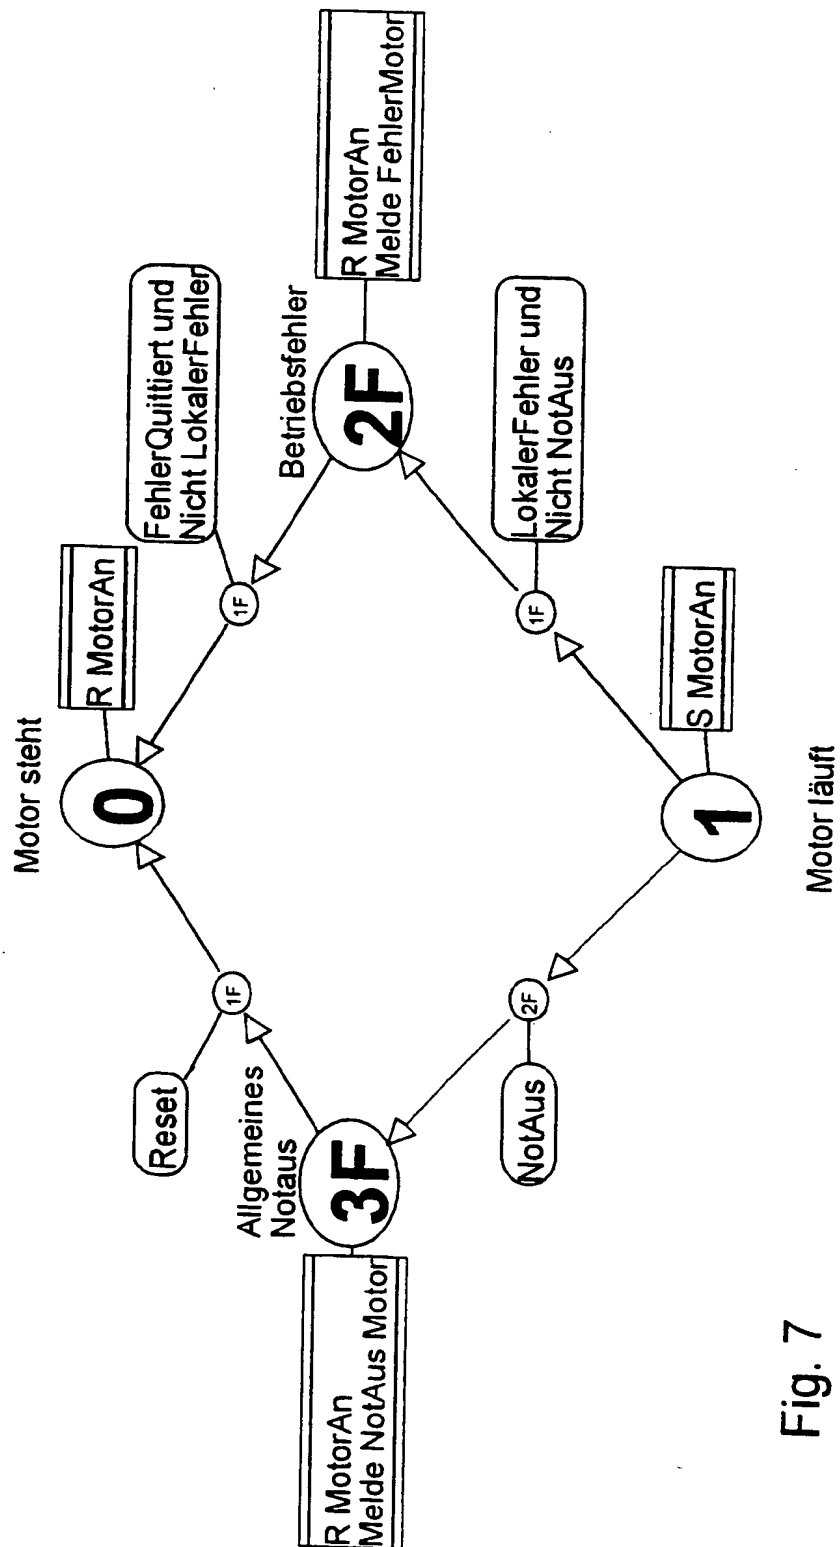 Motor steht
0
R MotorAn
Reset
1F
1F
FehlerQuittiert und
Nicht LokalerFehler
Allgemeines
Notaus
3F
R MotorAn
Melde NotAus Motor
Betriebsfehler
2F
R MotorAn
Melde FehlerMotor
NotAus
2F
1F
LokalerFehler und
Nicht NotAus
1
S MotorAn
Motor läuft
Fig. 7